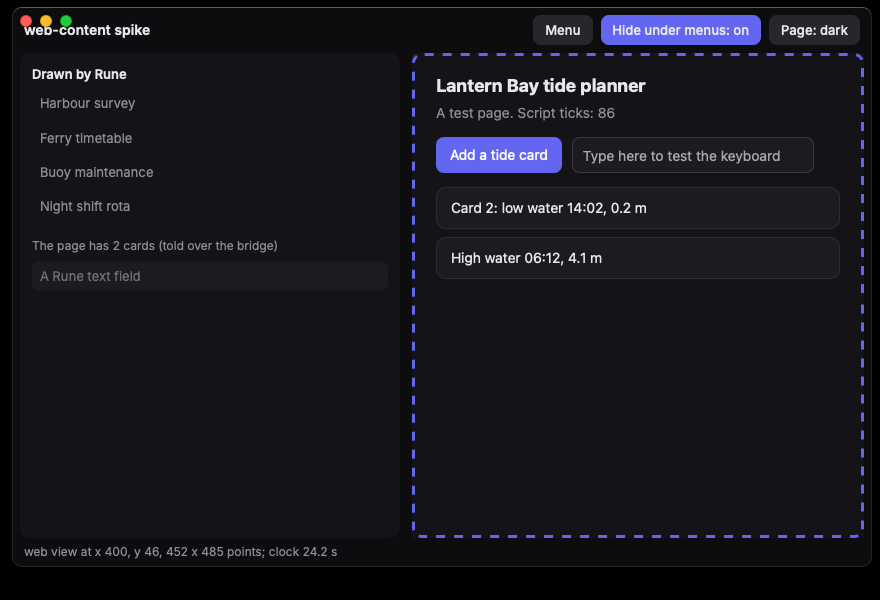 web-content spike
Menu
Hide under menus: on
Page: dark
Drawn by Rune
Harbour survey
Ferry timetable
Buoy maintenance
Night shift rota
The page has 2 cards (told over the bridge)
A Rune text field
Lantern Bay tide planner
A test page. Script ticks: 86
Add a tide card
Type here to test the keyboard
Card 2: low water 14:02, 0.2 m
High water 06:12, 4.1 m
web view at x 400, y 46, 452 x 485 points; clock 24.2 s